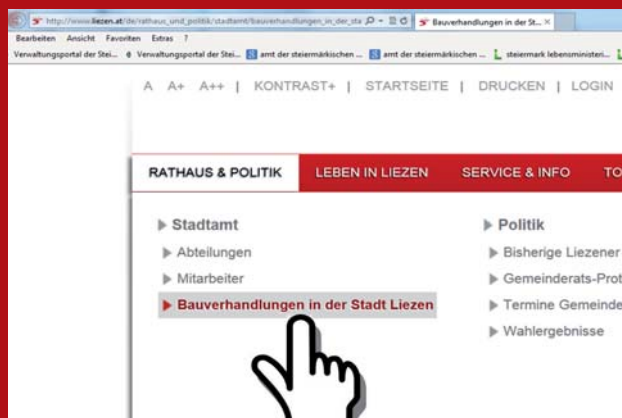 http://www.liezen.at/de/rathaus_und_politik/stadtamt/bauverhandlungen_in_der_sta
Bauverhandlungen in der St...
Bearbeiten Ansicht Favoriten Extras ?
Verwaltungsportal der Stei... Verwaltungsportal der Stei... amt der steiermärkischen ... amt der steiermärkischen ... steiermark lebensministeri...
A A+ A++ | KONTRAST+ | STARTSEITE | DRUCKEN | LOGIN
RATHAUS & POLITIK LEBEN IN LIEZEN SERVICE & INFO TO
Stadtamt
Abteilungen
Mitarbeiter
Bauverhandlungen in der Stadt Liezen
Politik
Bisherige Liezener
Gemeinderats-Prot
Termine Gemeinde
Wahlergebnisse